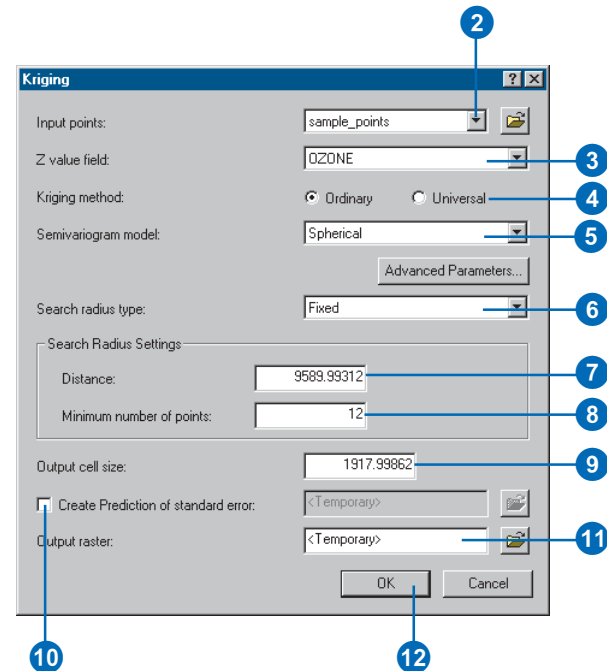 2
Kriging
Input points: sample_points
Z value field: OZONE 3
Kriging method: Ordinary Universal 4
Semivariogram model: Spherical 5
Advanced Parameters...
Search radius type: Fixed 6
Search Radius Settings
Distance: 9589.99312 7
Minimum number of points: 12 8
Output cell size: 1917.99862 9
Create Prediction of standard error: <Temporary>
Output raster: <Temporary> 11
OK Cancel
10 12